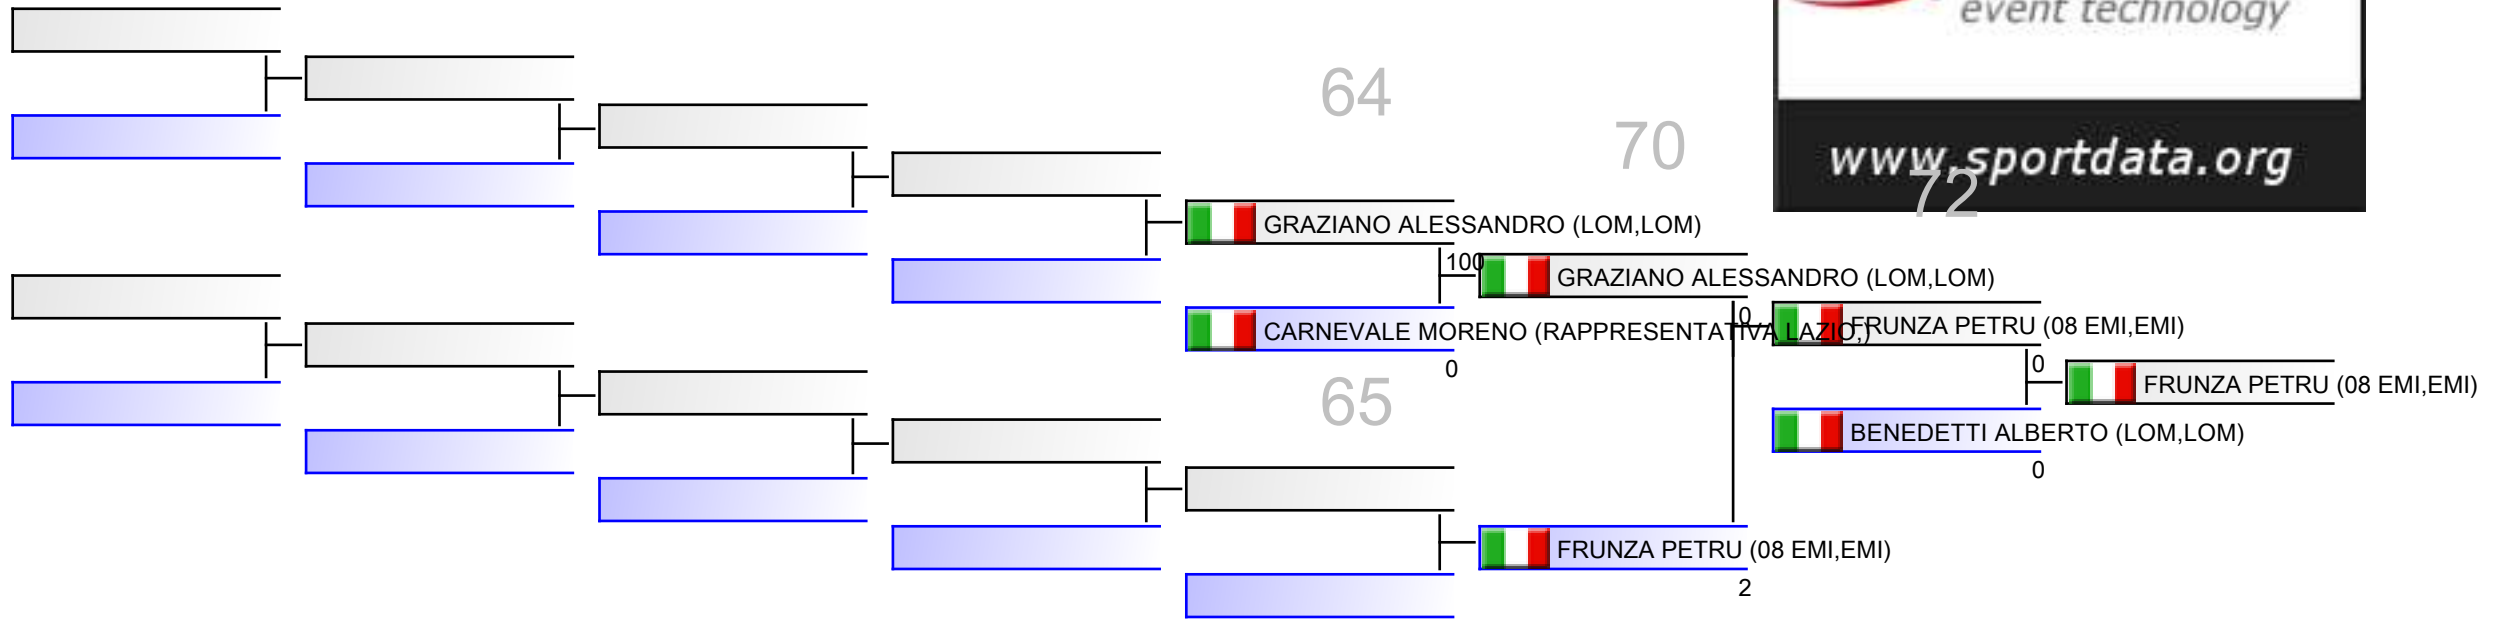 event technology
64
70
www.sportdata.org
72
GRAZIANO ALESSANDRO (LOM,LOM)
100
GRAZIANO ALESSANDRO (LOM,LOM)
0
FRUNZA PETRU (08 EMI,EMI)
CARNEVALE MORENO (RAPPRESENTATIVA LAZIO,)
0
0
FRUNZA PETRU (08 EMI,EMI)
65
BENEDETTI ALBERTO (LOM,LOM)
0
FRUNZA PETRU (08 EMI,EMI)
2